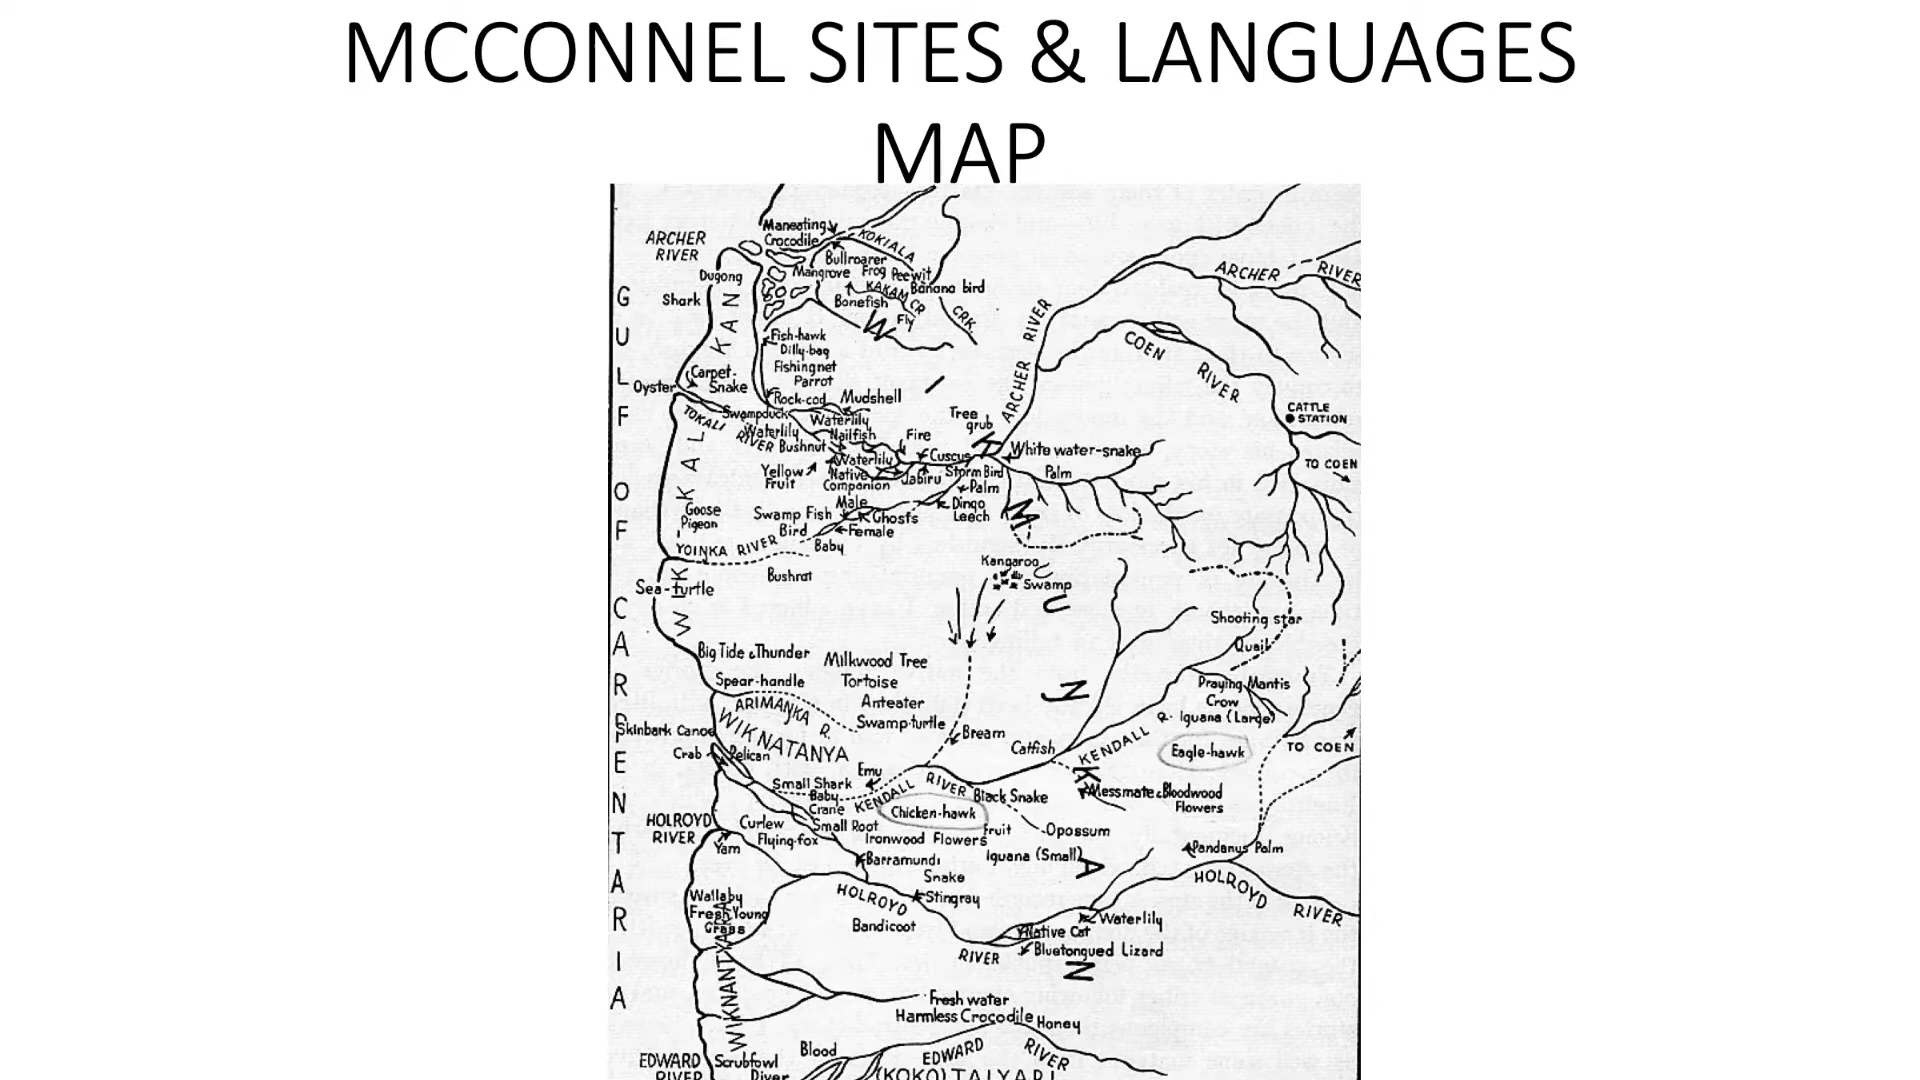 MCCONNEL SITES & LANGUAGES
MAP
Maneating
Crocodile
ARCHER
RIVER
KOKIALA
CRK.
Bullroarer
Mangrove
Frog
Peewit
Dugong
KAKAM CR
Banana bird
Shark
Bonefish
Fly
ARCHER RIVER
GULF OF CARPENTARIA
KAN
WIK
MUNKAN
Fish-hawk
Dilly-bag
Fishingnet
Parrot
ARCHER RIVER
COEN RIVER
Carpet-
Snake
Oyster
Rock-cod
Mudshell
CATTLE
STATION
TOKALI RIVER
Swampduck
Waterlily
Tree
grub
Waterlily
Nailfish
Fire
Bushnut
White water-snake
Waterlily
Cuscus
TO COEN
Yellow
Fruit
Native
Companion
Jabiru
Storm Bird
Palm
Palm
WIK-KALKAN
Goose
Pigeon
Male
Swamp Fish
Ghosts
Dingo
Leech
Bird
Female
YOINKA RIVER
Baby
Kangaroo
Swamp
Bushrat
Sea-turtle
Shooting star
Quail
Big Tide & Thunder
Milkwood Tree
Spear-handle
Tortoise
Praying Mantis
ARIMANKA R.
Anteater
Crow
Swamp-turtle
Iguana (Large)
Skinbark Canoe
WIKNATANYA
Bream
Catfish
KENDALL R.
Eagle-hawk
TO COEN
Crab
Pelican
Emu
Small Shark
KENDALL RIVER
Black Snake
Messmate & Bloodwood
Flowers
Baby
Crane
Chicken-hawk
HOLROYD
RIVER
Curlew
Small Root
Fruit
Opossum
Flying-fox
Ironwood Flowers
Yam
Barramundi
Iguana (Small)
Pandanus Palm
Snake
HOLROYD RIVER
Wallaby
HOLROYD
Stingray
Fresh Young
Grass
Bandicoot
Waterlily
Native Cat
RIVER
Bluetongued Lizard
Fresh water
Harmless Crocodile
Honey
Blood
EDWARD RIVER
EDWARD
RIVER
Scrubfowl
Diver
(KOKO) TAIYARI